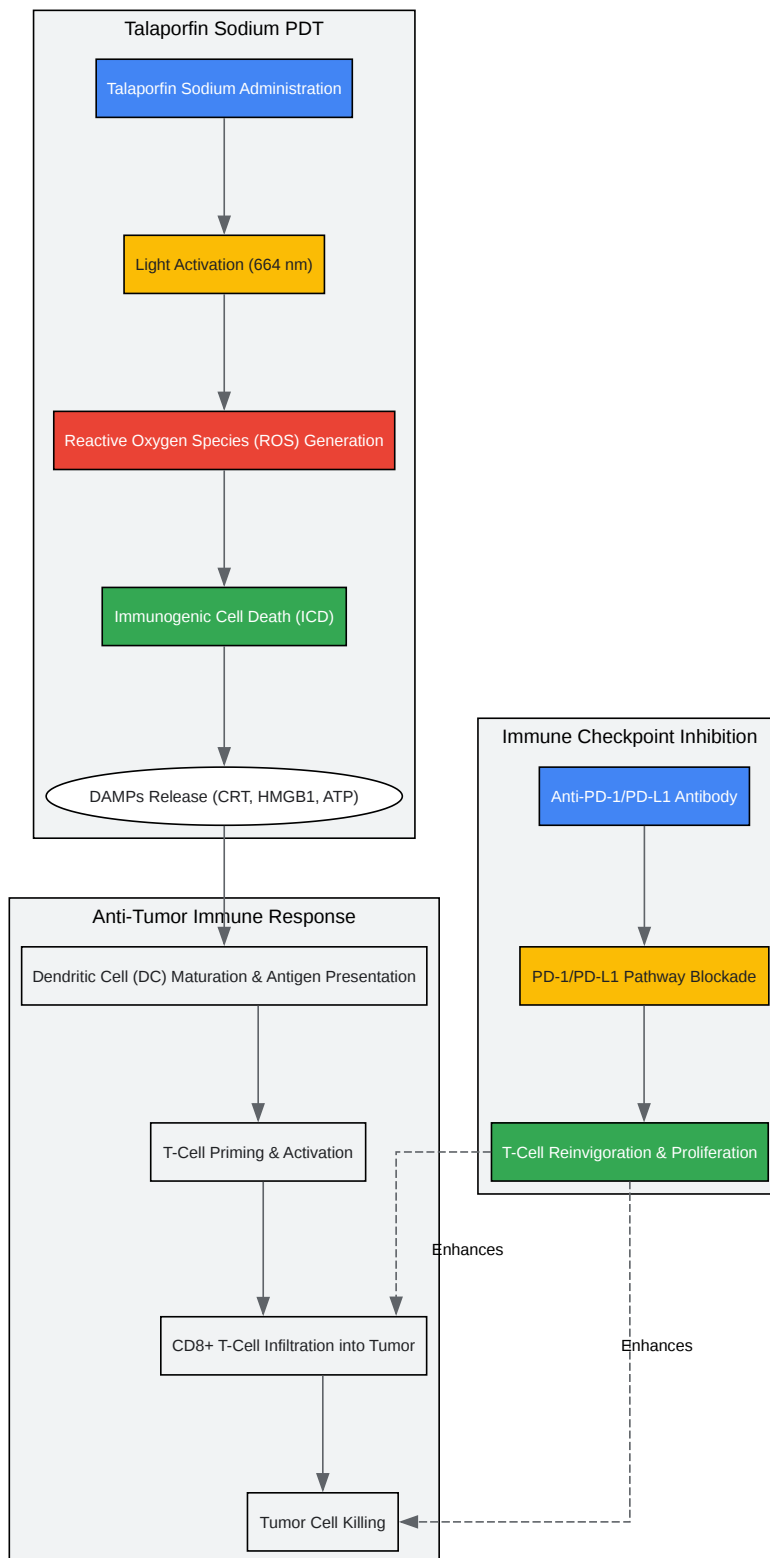 Talaporfin Sodium PDT
Talaporfin Sodium Administration
Light Activation (664 nm)
Reactive Oxygen Species (ROS) Generation
Immunogenic Cell Death (ICD)
DAMPs Release (CRT, HMGB1, ATP)
Immune Checkpoint Inhibition
Anti-PD-1/PD-L1 Antibody
PD-1/PD-L1 Pathway Blockade
T-Cell Reinvigoration & Proliferation
Anti-Tumor Immune Response
Dendritic Cell (DC) Maturation & Antigen Presentation
T-Cell Priming & Activation
Enhances
CD8+ T-Cell Infiltration into Tumor
Enhances
Tumor Cell Killing